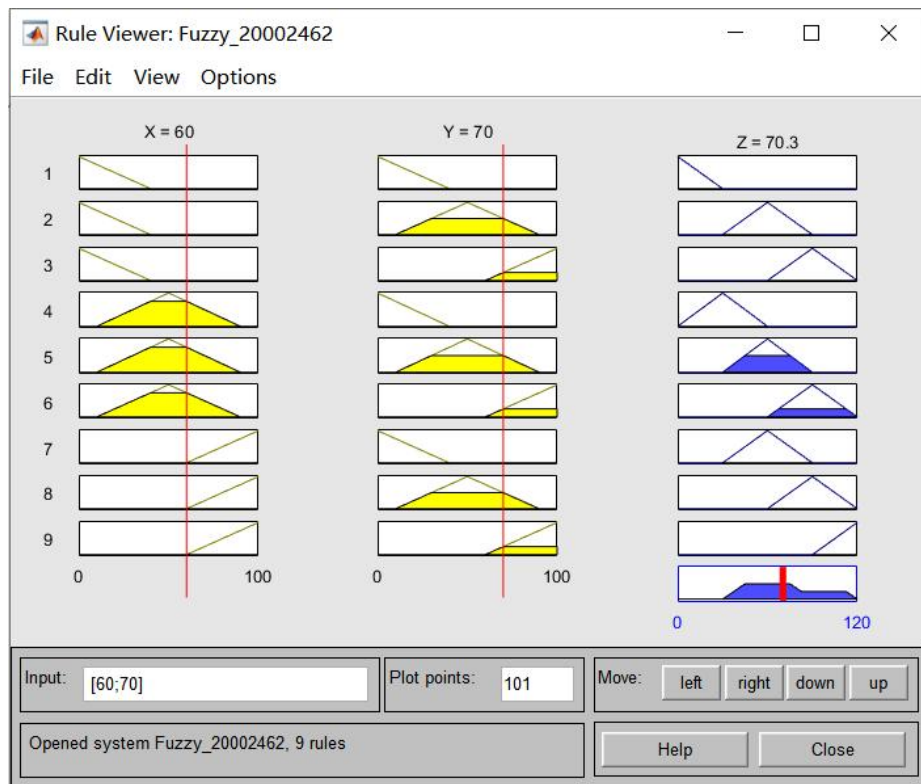 Rule Viewer: Fuzzy_20002462
File Edit View Options
X = 60 Y = 70 Z = 70.3
1
2
3
4
5
6
7
8
9
0 100 0 100
0 120
Input: [60;70] Plot points: 101 Move: left right down up
Opened system Fuzzy_20002462, 9 rules Help Close